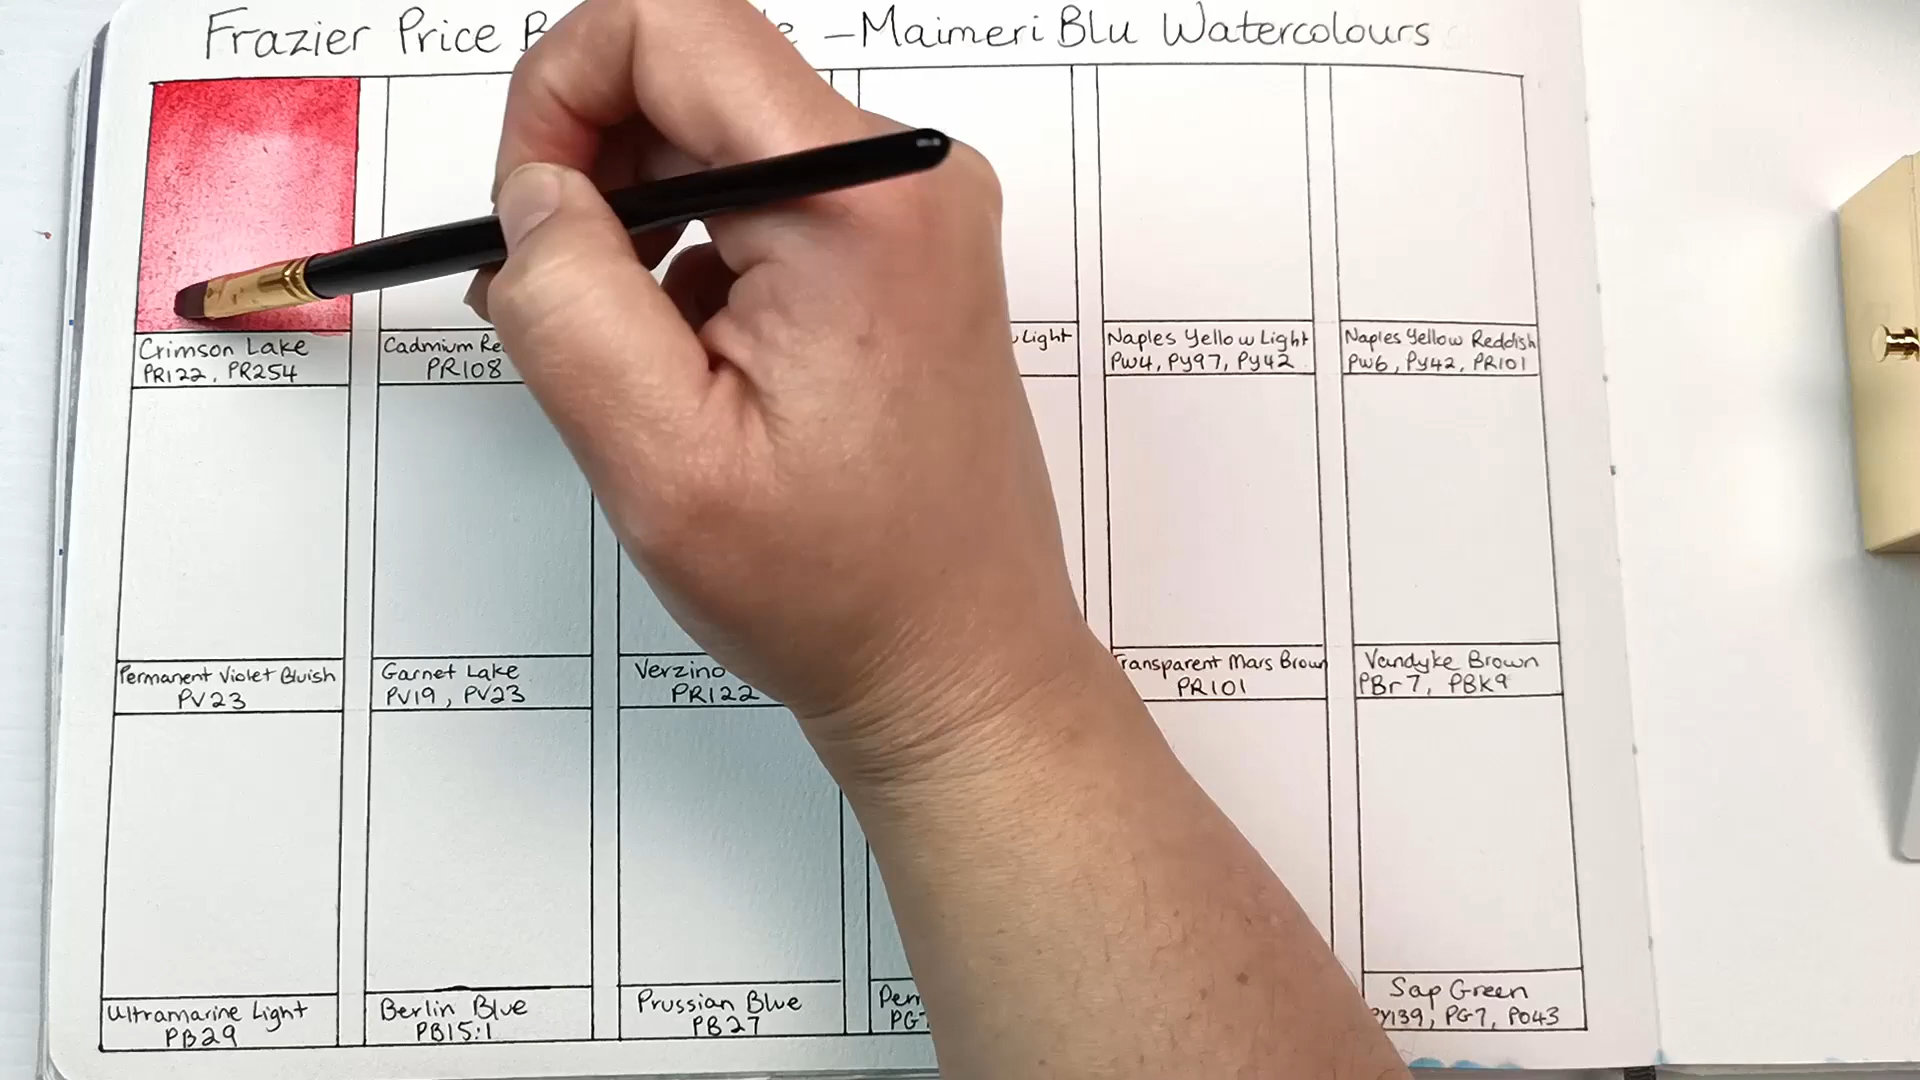 Frazier Price – Maimeri Blu Watercolours
Crimson Lake
PR122, PR254
Cadmium
PR108
Light
Naples Yellow Light
PW4, PY97, PY42
Naples Yellow Reddish
PW6, PY42, PR101
Permanent Violet Bluish
PV23
Garnet Lake
PV19, PV23
Verzino
PR122
Transparent Mars Brown
PR101
Vandyke Brown
PBr7, PBk9
Ultramarine Light
PB29
Berlin Blue
PB15:1
Prussian Blue
PB27
Sap Green
PY139, PG7, PO43